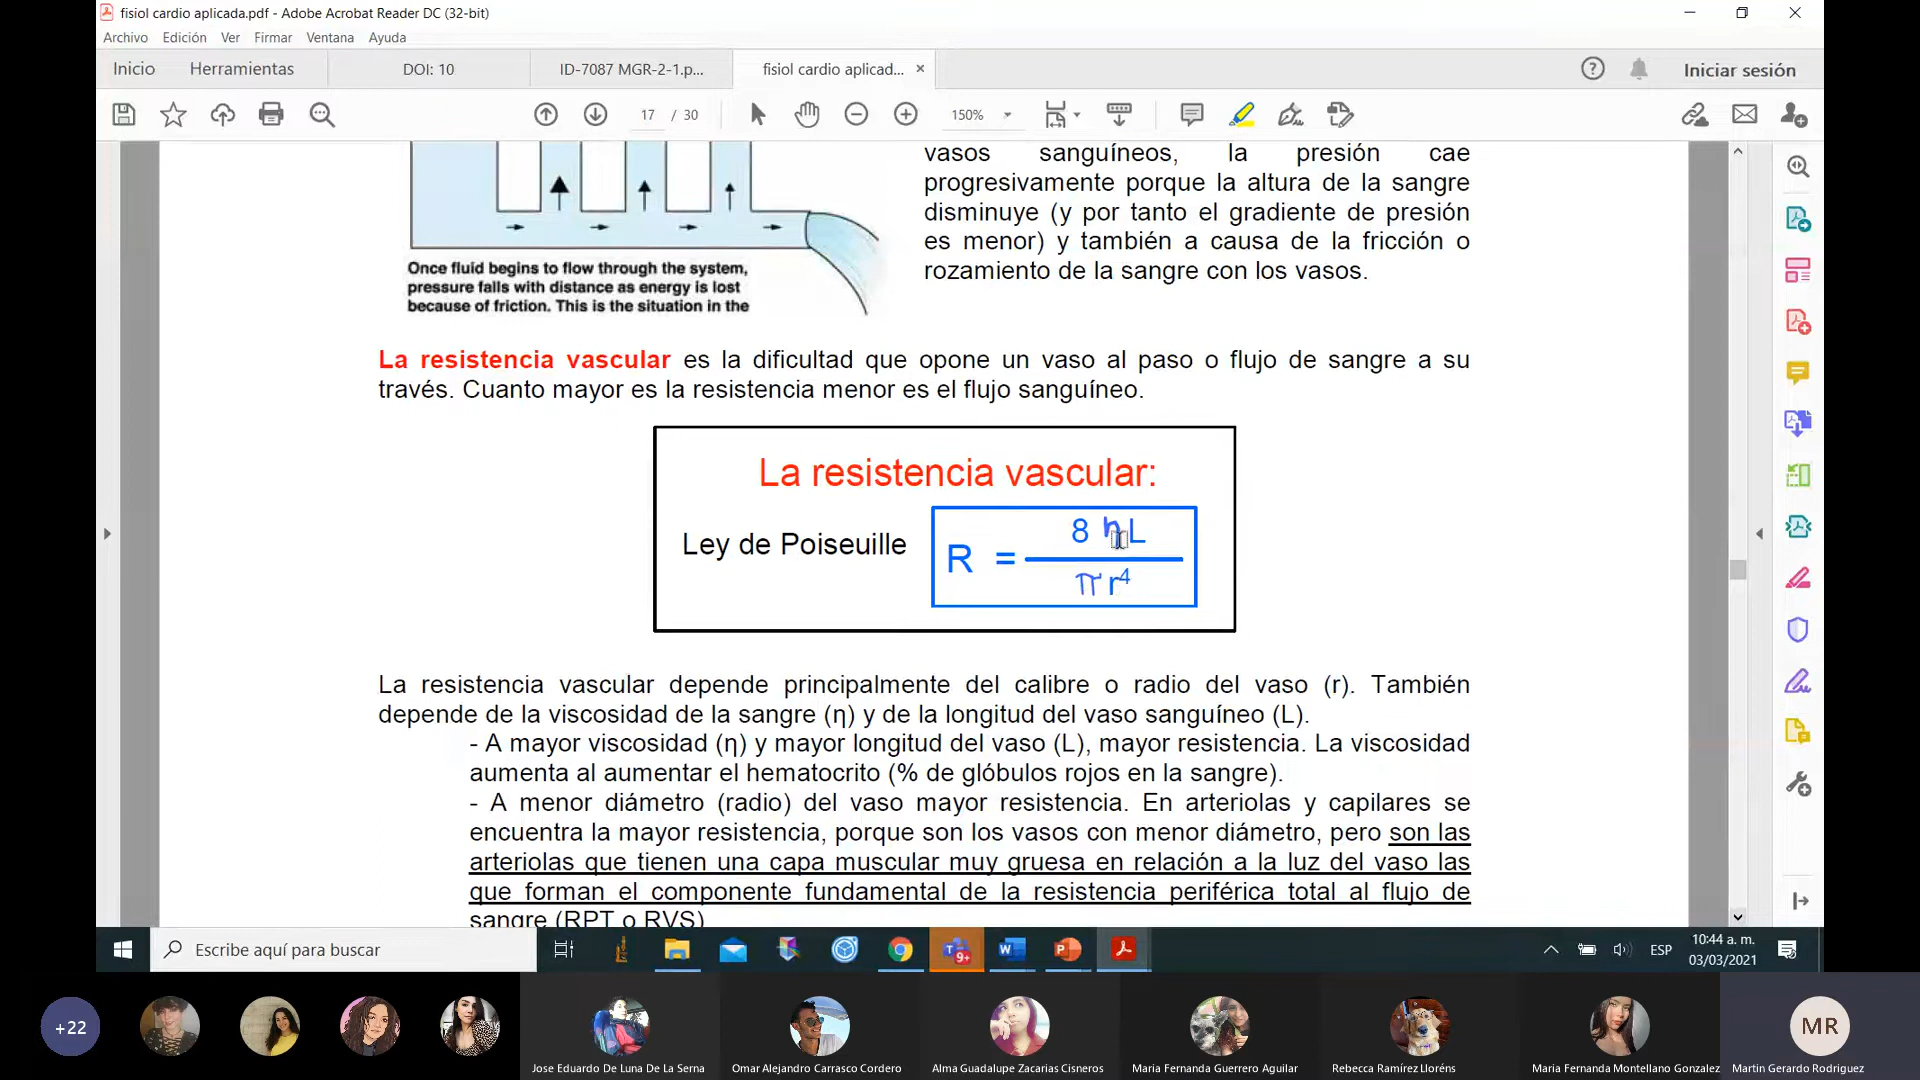 fisiol cardio aplicada.pdf - Adobe Acrobat Reader DC (32-bit)
Archivo Edición Ver Firmar Ventana Ayuda
Inicio Herramientas DOI: 10 ID-7087 MGR-2-1.p... fisiol cardio aplicad... Iniciar sesión
17 / 30 150%
vasos sanguíneos, la presión cae
progresivamente porque la altura de la sangre
disminuye (y por tanto el gradiente de presión
es menor) y también a causa de la fricción o
rozamiento de la sangre con los vasos.
Once fluid begins to flow through the system,
pressure falls with distance as energy is lost
because of friction. This is the situation in the
La resistencia vascular es la dificultad que opone un vaso al paso o flujo de sangre a su
través. Cuanto mayor es la resistencia menor es el flujo sanguíneo.
La resistencia vascular:
Ley de Poiseuille R = 8 η L
π r⁴
La resistencia vascular depende principalmente del calibre o radio del vaso (r). También
depende de la viscosidad de la sangre (η) y de la longitud del vaso sanguíneo (L).
- A mayor viscosidad (η) y mayor longitud del vaso (L), mayor resistencia. La viscosidad
aumenta al aumentar el hematocrito (% de glóbulos rojos en la sangre).
- A menor diámetro (radio) del vaso mayor resistencia. En arteriolas y capilares se
encuentra la mayor resistencia, porque son los vasos con menor diámetro, pero son las
arteriolas que tienen una capa muscular muy gruesa en relación a la luz del vaso las
que forman el componente fundamental de la resistencia periférica total al flujo de
sangre (RPT o RVS)
Escribe aquí para buscar 9+ ESP 10:44 a. m.
03/03/2021
+22 MR
Jose Eduardo De Luna De La Serna Omar Alejandro Carrasco Cordero Alma Guadalupe Zacarias Cisneros Maria Fernanda Guerrero Aguilar Rebecca Ramírez Lloréns Maria Fernanda Montellano Gonzalez Martin Gerardo Rodriguez